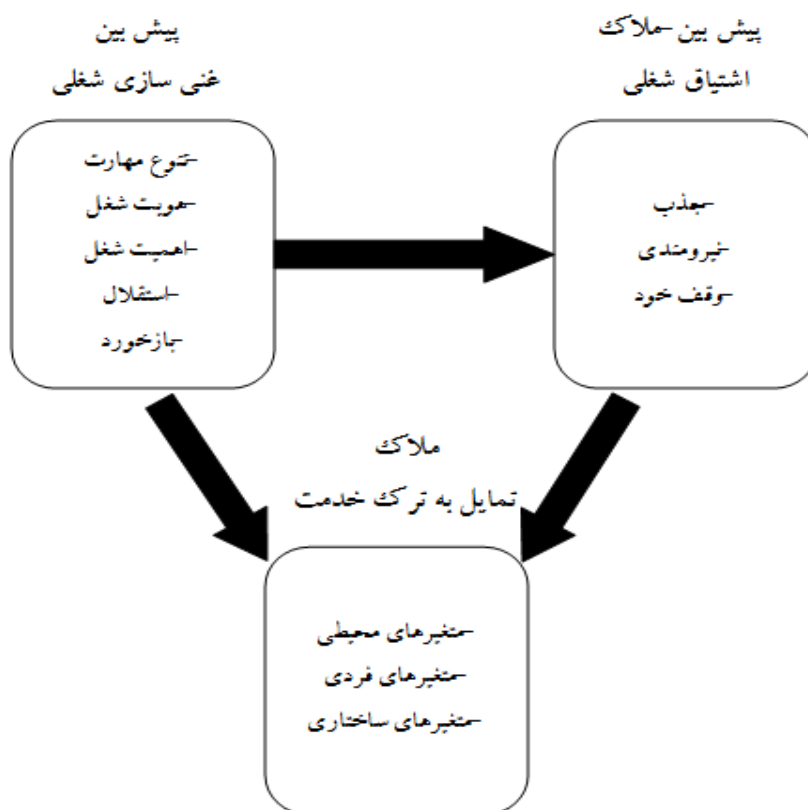 پیش بین -ملاک
اشتیاق شغلی
-جذب
-نیرومندی
-وقف خود
پیش بین
غنی سازی شغلی
-تنوع مهارت
-هویت شغل
-اهمیت شغل
-استقلال
-بازخورد
ملاک
تمایل به ترک خدمت
-متغیرهای محیطی
-متغیرهای فردی
-متغیرهای ساختاری